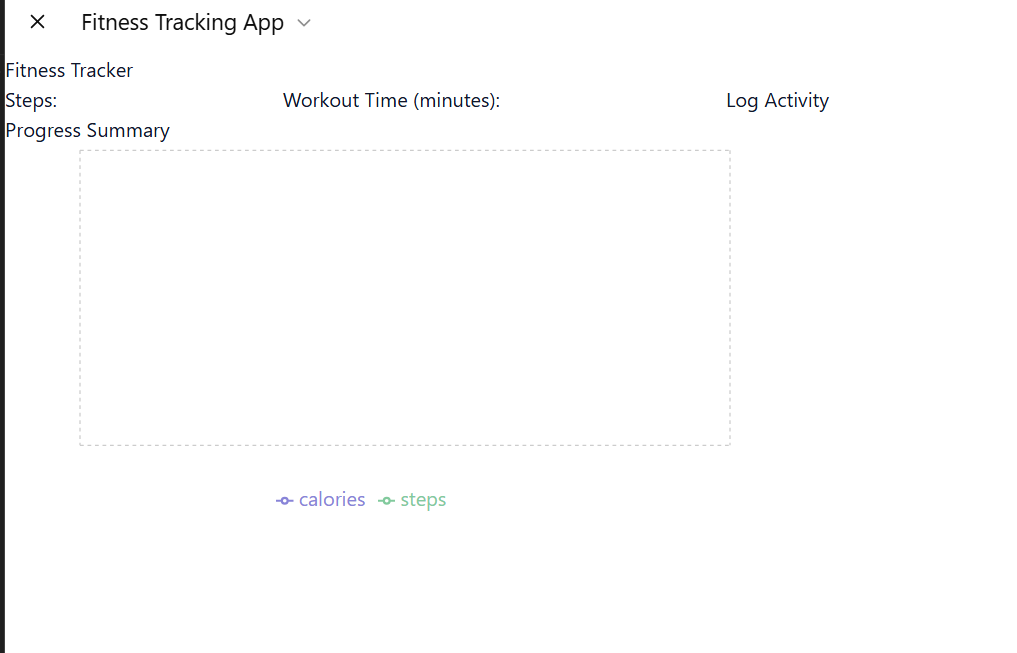 Fitness Tracking App
Fitness Tracker
Steps: Workout Time (minutes): Log Activity
Progress Summary
calories steps